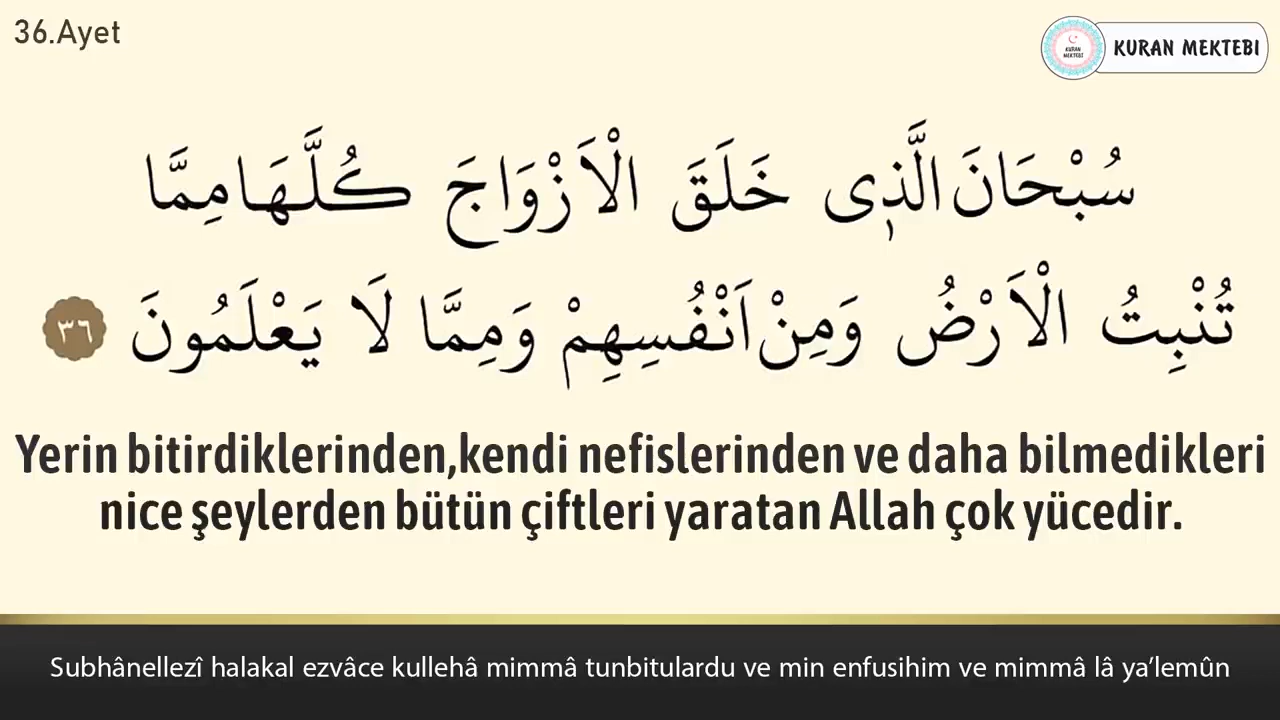 36.Ayet
KURAN MEKTEBI
KURAN
MEKTEBI
سُبْحَانَ الَّذ۪ى خَلَقَ الْاَزْوَاجَ كُلَّهَا مِمَّا
تُنْبِتُ الْاَرْضُ وَمِنْ اَنْفُسِهِمْ وَمِمَّا لَا يَعْلَمُونَ ٣٦
Yerin bitirdiklerinden,kendi nefislerinden ve daha bilmedikleri
nice şeylerden bütün çiftleri yaratan Allah çok yücedir.
Subhânellezî halakal ezvâce kullehâ mimmâ tunbitulardu ve min enfusihim ve mimmâ lâ ya’lemûn